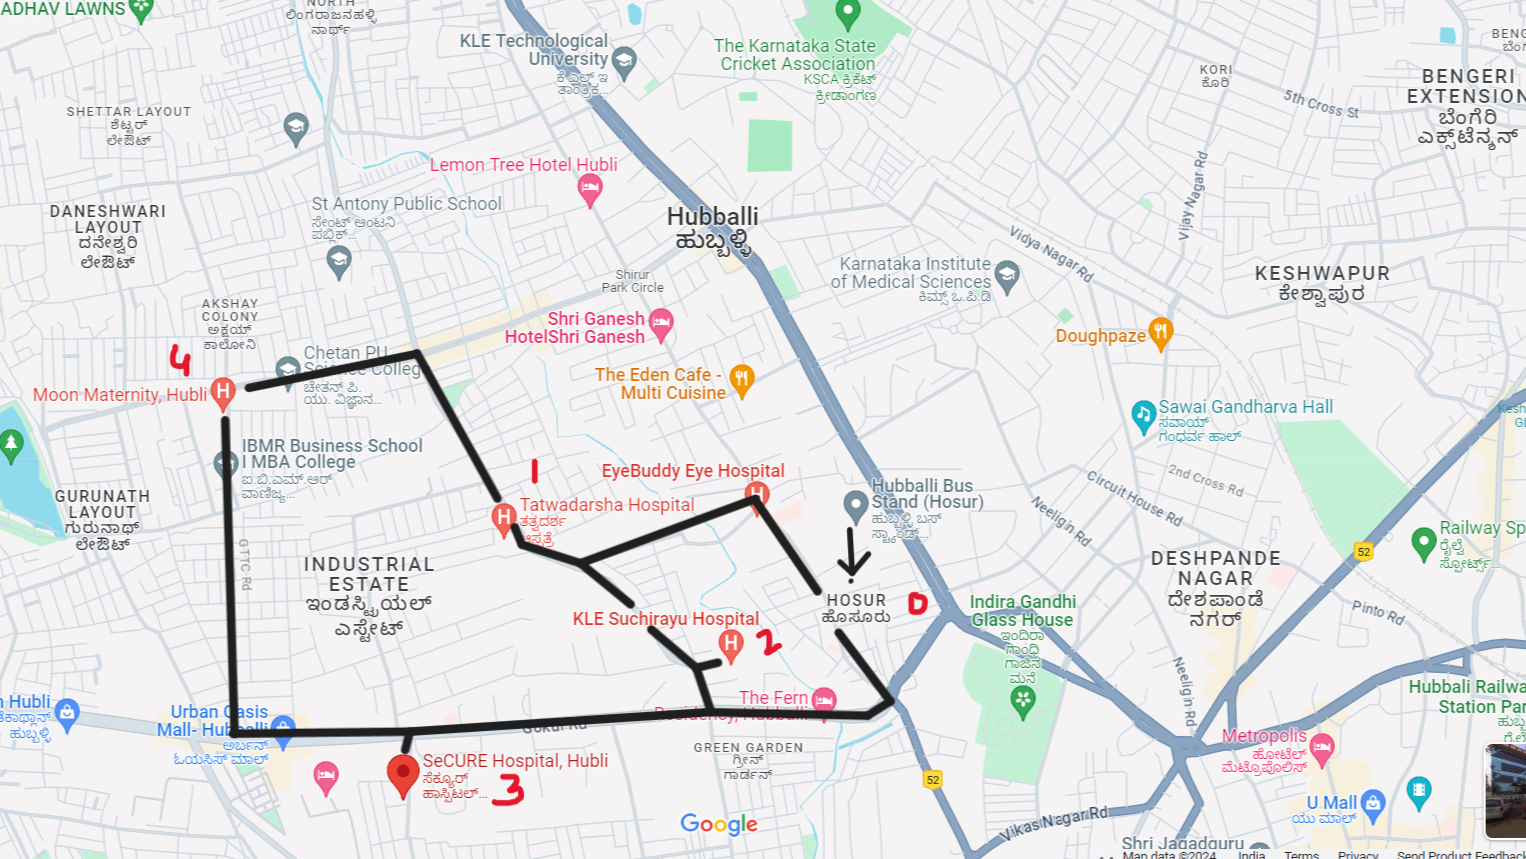 ADHAV LAWNS
NORTH
ಲಿಂಗರಾಜನಹಳ್ಳಿ
ನಾರ್ಥ್
KLE Technological
University
ಕೆ ಎಲ್ ಇ
ತಾಂತ್ರಿಕ...
The Karnataka State
Cricket Association
KSCA ಕ್ರಿಕೆಟ್
ಕ್ರೀಡಾಂಗಣ
KORI
ಕೊರಿ
5th Cross St
BENGERI
EXTENSION
ಬೆಂಗೆರಿ
ಎಕ್ಸ್‌ಟೆನ್ಶನ್
SHETTAR LAYOUT
ಶೆಟ್ಟರ್
ಲೇಔಟ್
Lemon Tree Hotel Hubli
Vijay Nagar Rd
St Antony Public School
ಸೇಂಟ್ ಆಂಟನಿ
ಪಬ್ಲಿಕ್...
DANESHWARI
LAYOUT
ದನೇಶ್ವರಿ
ಲೇಔಟ್
Hubballi
ಹುಬ್ಬಳ್ಳಿ
Vidya Nagar Rd
Karnataka Institute
of Medical Sciences
ಕಿಮ್ಸ್ ಒ.ಪಿ.ಡಿ
KESHWAPUR
ಕೇಶ್ವಾಪುರ
Shirur
Park Circle
AKSHAY
COLONY
ಅಕ್ಷಯ್
ಕಾಲೋನಿ
Shri Ganesh
HotelShri Ganesh
Doughpaze
4
Chetan PU
Science College
ಚೇತನ್ ಪಿ.
ಯು. ವಿಜ್ಞಾನ...
Moon Maternity, Hubli
The Eden Cafe -
Multi Cuisine
Sawai Gandharva Hall
ಸವಾಯ್
ಗಂಧರ್ವ ಹಾಲ್
IBMR Business School
I MBA College
ಐ.ಬಿ.ಎಮ್.ಆರ್
ವಾಣಿಜ್ಯ...
1
EyeBuddy Eye Hospital
Hubballi Bus
Stand (Hosur)
ಹುಬ್ಬಳ್ಳಿ ಬಸ್
ಸ್ಟ್ಯಾಂಡ್...
2nd Cross Rd
Circuit House Rd
Neeligin Rd
GURUNATH
LAYOUT
ಗುರುನಾಥ್
ಲೇಔಟ್
Tatwadarsha Hospital
ತತ್ವದರ್ಶ
ಆಸ್ಪತ್ರೆ
Railway Sp
ರೈಲ್ವೆ
ಸ್ಪೋರ್ಟ್ಸ್...
52
GTTC Rd
INDUSTRIAL
ESTATE
ಇಂಡಸ್ಟ್ರಿಯಲ್
ಎಸ್ಟೇಟ್
DESHPANDE
NAGAR
ದೇಶಪಾಂಡೆ
ನಗರ್
HOSUR
ಹೊಸೂರು
0
Indira Gandhi
Glass House
ಇಂದಿರಾ
ಗಾಂಧಿ
ಗಾಜಿನ
ಮನೆ
Pinto Rd
KLE Suchirayu Hospital
2
Neeligin Rd
The Fern
Residency, Hubballi
n Hubli
ಹುಬ್ಬಳ್ಳಿ
Urban Oasis
Mall- Hubballi
ಅರ್ಬನ್
ಓಯಸಿಸ್ ಮಾಲ್
Gokul Rd
Hubbali Railwa
Station Par
GREEN GARDEN
ಗ್ರೀನ್
ಗಾರ್ಡನ್
Metropolis
ಹೋಟೆಲ್
ಮೆಟ್ರೊಪೊಲಿಸ್
SeCURE Hospital, Hubli
ಸೆಕ್ಯೂರ್
ಹಾಸ್ಪಿಟಲ್...
3
52
Google
Vikas Nagar Rd
U Mall
ಯು ಮಾಲ್
Shri Jagadguru
Map data ©2024 India Terms Privacy Send Product Feedback